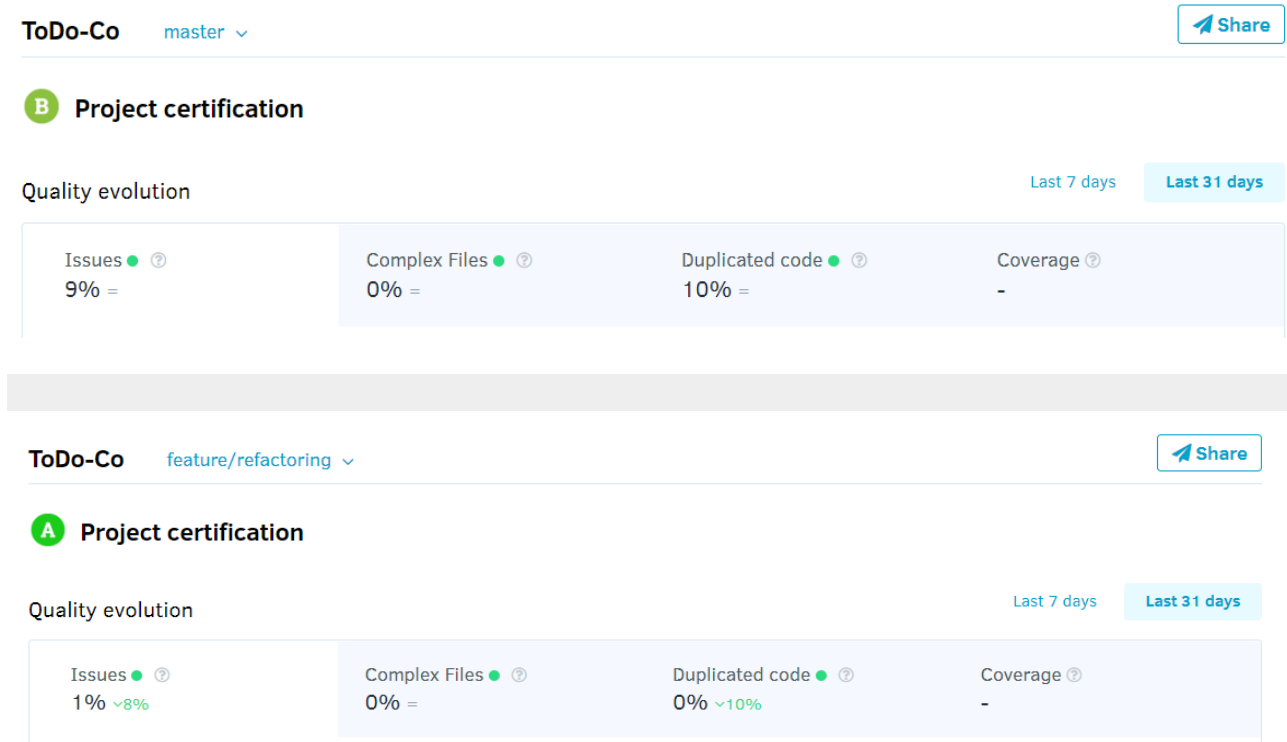 ToDo-Co master Share
B Project certification
Quality evolution Last 7 days Last 31 days
Issues ? Complex Files ? Duplicated code ? Coverage ?
9% = 0% = 10% = -
ToDo-Co feature/refactoring Share
A Project certification
Quality evolution Last 7 days Last 31 days
Issues ? Complex Files ? Duplicated code ? Coverage ?
1% 8% 0% = 0% 10% -